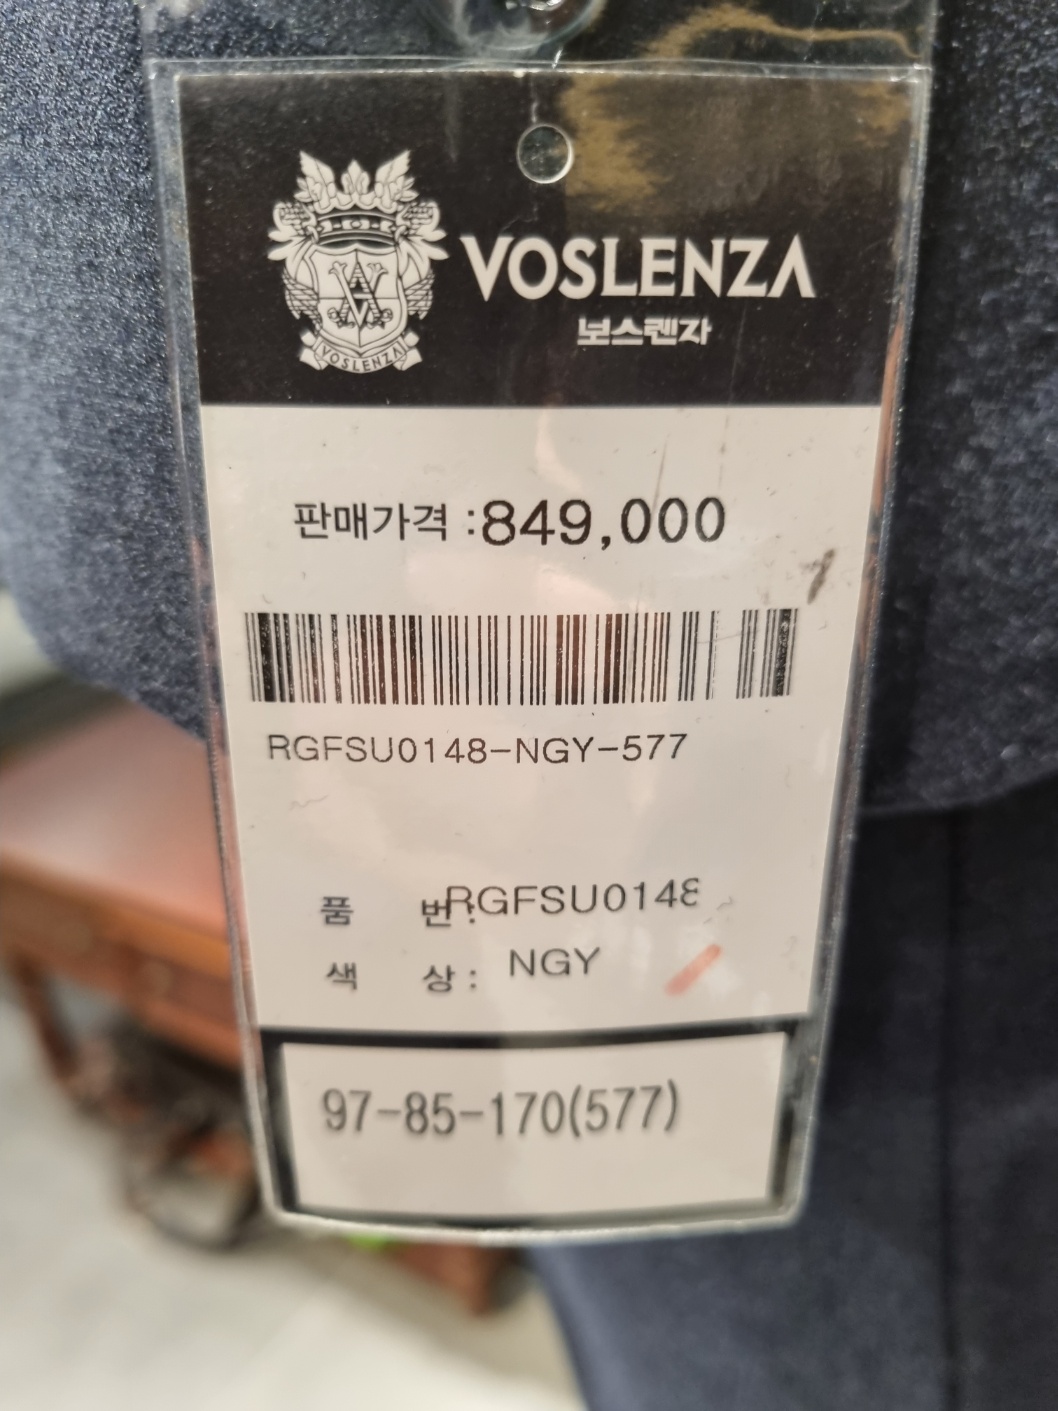 VOSLENZA
VOSLENZA
보스렌자
판매가격 :849,000
RGFSU0148-NGY-577
품 번:RGFSU0148
색 상: NGY
97-85-170(577)